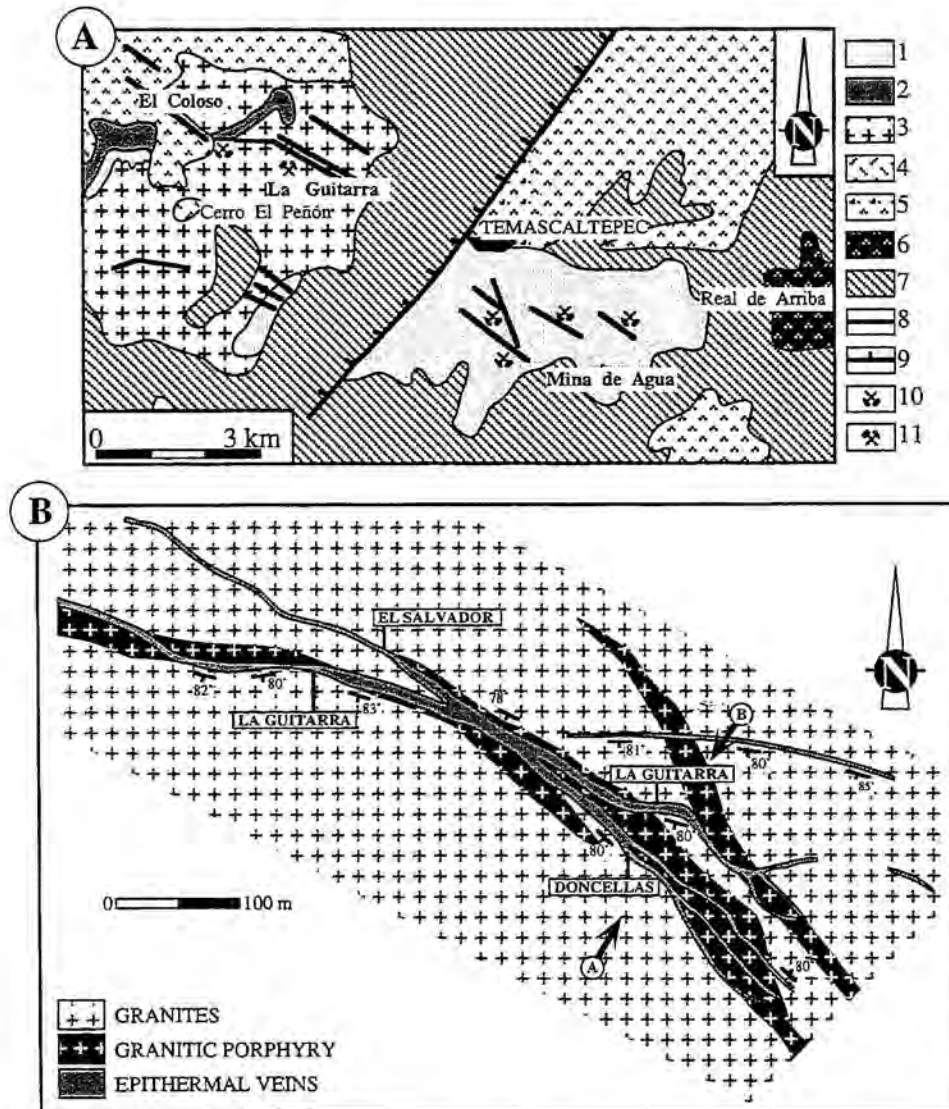 A
El Coloso
La Guitarra
Cerro El Peñón
TEMASCALTEPEC
Real de Arriba
Mina de Agua
0 3 km
N
1
2
3
4
5
6
7
8
9
10
11
B
EL SALVADOR
82°
80°
LA GUITARRA
83°
78°
B
81°
80°
85°
LA GUITARRA
80°
80°
DONCELLAS
80°
A
0 100 m
N
GRANITES
GRANITIC PORPHYRY
EPITHERMAL VEINS